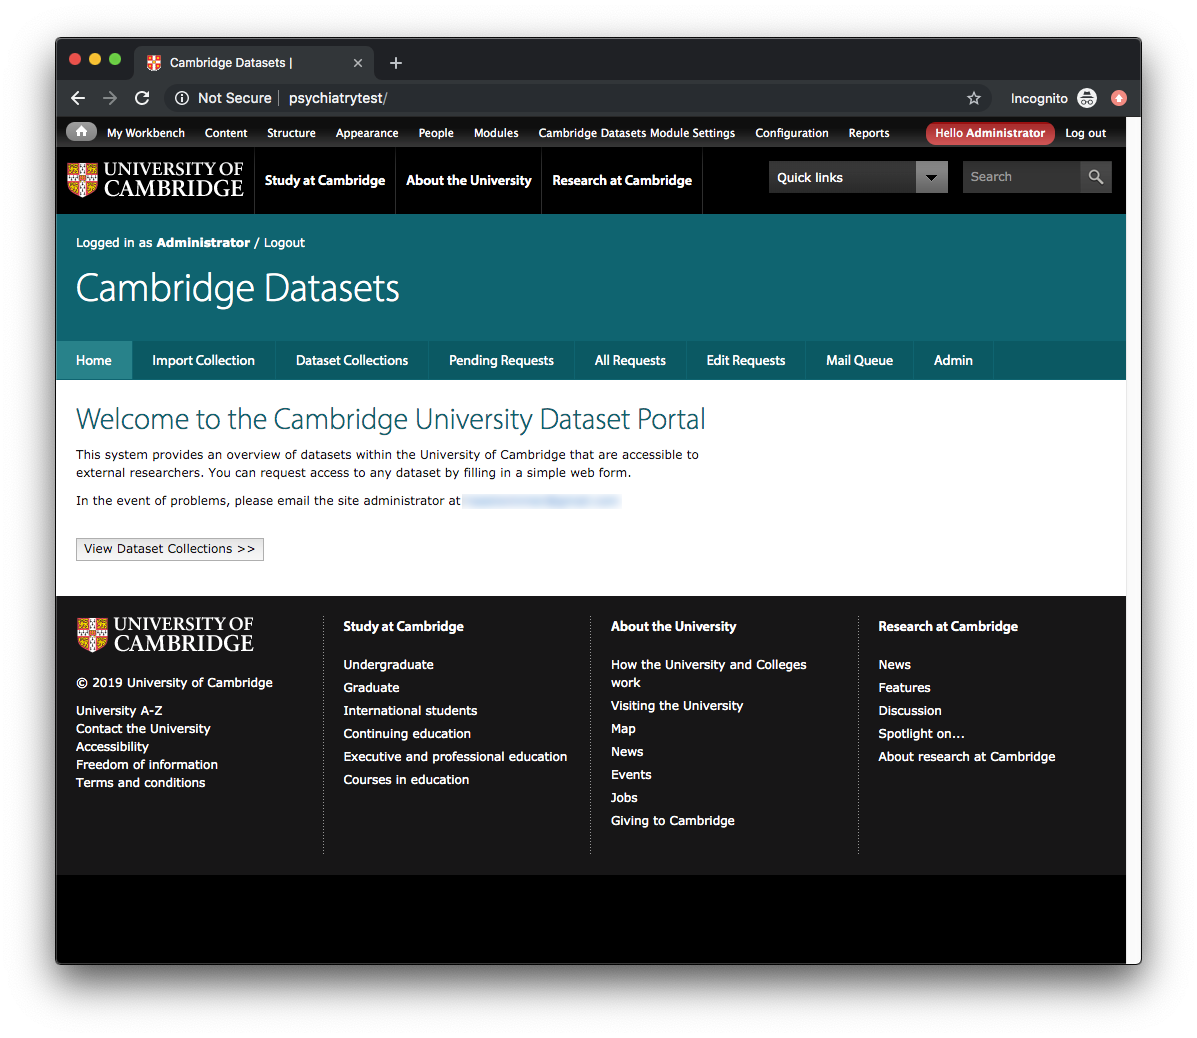 Cambridge Datasets |
Not Secure psychiatrytest/
Incognito
My Workbench Content Structure Appearance People Modules Cambridge Datasets Module Settings Configuration Reports Hello Administrator Log out
UNIVERSITY OF
CAMBRIDGE
Study at Cambridge About the University Research at Cambridge
Quick links
Search
Logged in as Administrator / Logout
Cambridge Datasets
Home Import Collection Dataset Collections Pending Requests All Requests Edit Requests Mail Queue Admin
Welcome to the Cambridge University Dataset Portal
This system provides an overview of datasets within the University of Cambridge that are accessible to
external researchers. You can request access to any dataset by filling in a simple web form.
In the event of problems, please email the site administrator at
View Dataset Collections >>
UNIVERSITY OF
CAMBRIDGE
© 2019 University of Cambridge
University A-Z
Contact the University
Accessibility
Freedom of information
Terms and conditions
Study at Cambridge
Undergraduate
Graduate
International students
Continuing education
Executive and professional education
Courses in education
About the University
How the University and Colleges
work
Visiting the University
Map
News
Events
Jobs
Giving to Cambridge
Research at Cambridge
News
Features
Discussion
Spotlight on...
About research at Cambridge